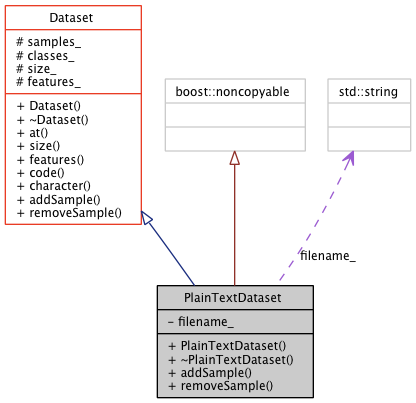 Dataset
# samples_
# classes_
# size_
# features_
+ Dataset()
+ ~Dataset()
+ at()
+ size()
+ features()
+ code()
+ character()
+ addSample()
+ removeSample()
boost::noncopyable
std::string
filename_
PlainTextDataset
- filename_
+ PlainTextDataset()
+ ~PlainTextDataset()
+ addSample()
+ removeSample()